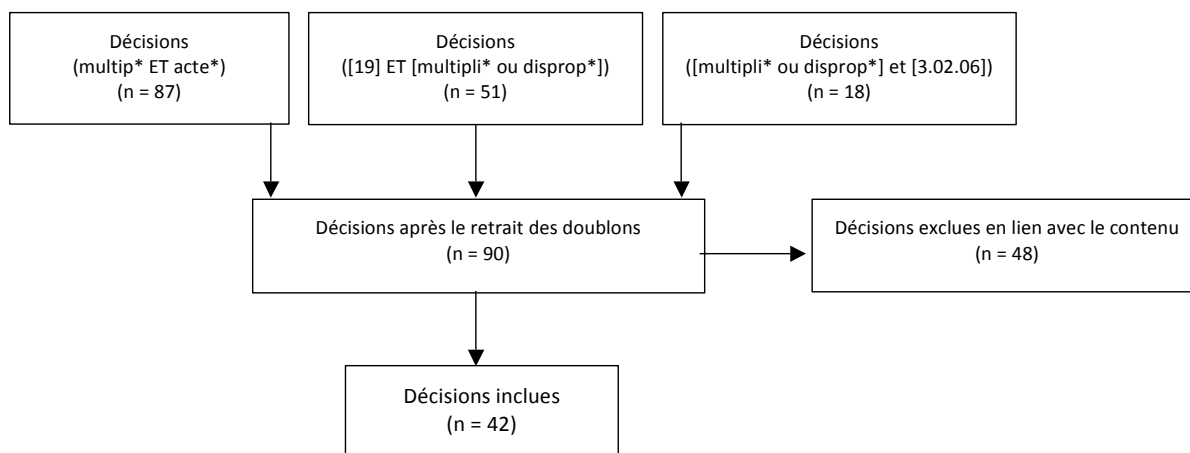 Décisions
(multip* ET acte*)
(n = 87)
Décisions
([19] ET [multipli* ou disprop*])
(n = 51)
Décisions
([multipli* ou disprop*] et [3.02.06])
(n = 18)
Décisions après le retrait des doublons
(n = 90)
Décisions exclues en lien avec le contenu
(n = 48)
Décisions inclues
(n = 42)